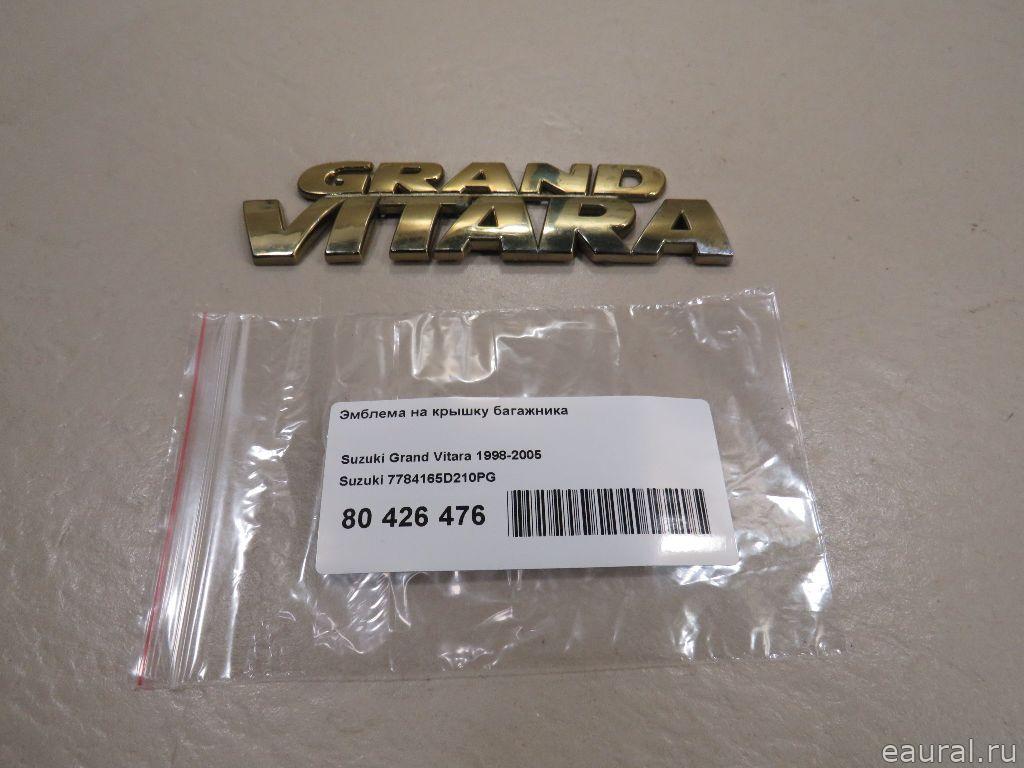 GRAND
VITARA
Эмблема на крышку багажника
Suzuki Grand Vitara 1998-2005
Suzuki 7784165D210PG
80 426 476
eaural.ru